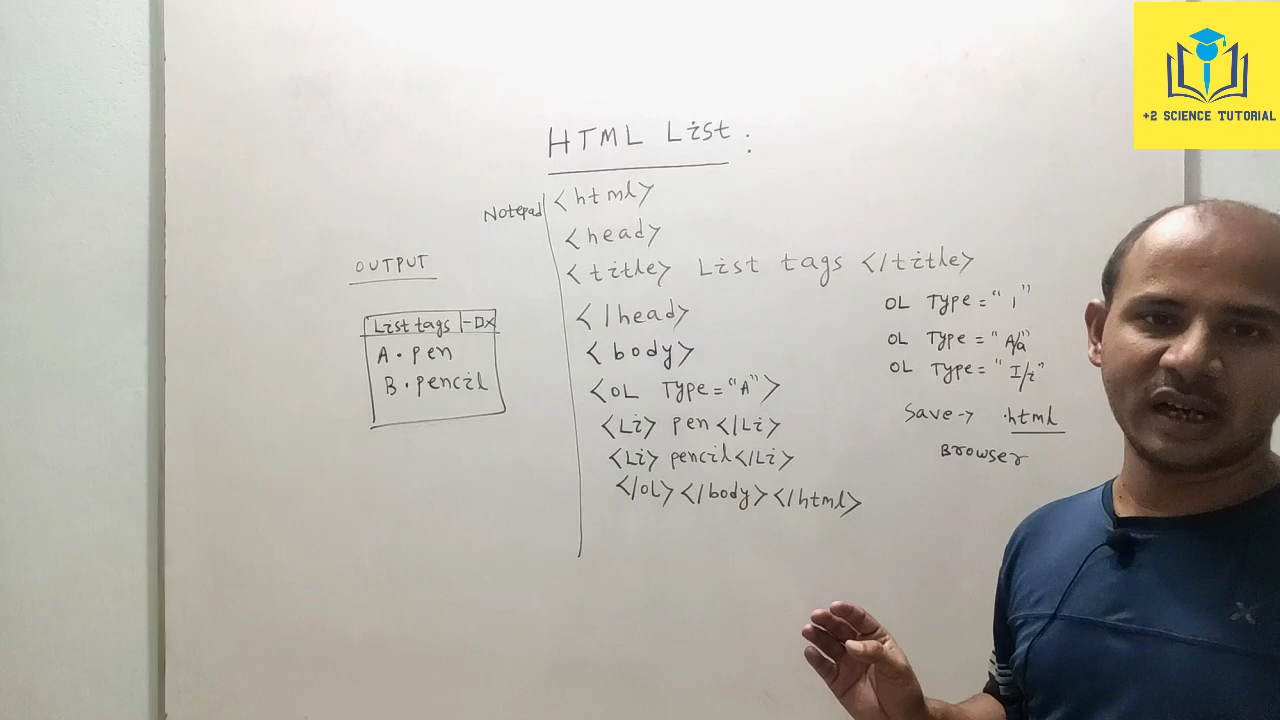 +2 SCIENCE TUTORIAL
HTML List :
Notepad
<html>
<head>
<title> List tags </title>
</head>
<body>
<OL Type="A">
<Li> pen </Li>
<Li> pencil </Li>
</OL> </body> </html>
OUTPUT
List tags - □ x
A. pen
B. pencil
OL Type = "1"
OL Type = "A/a"
OL Type = "I/i"
Save → .html
Browser